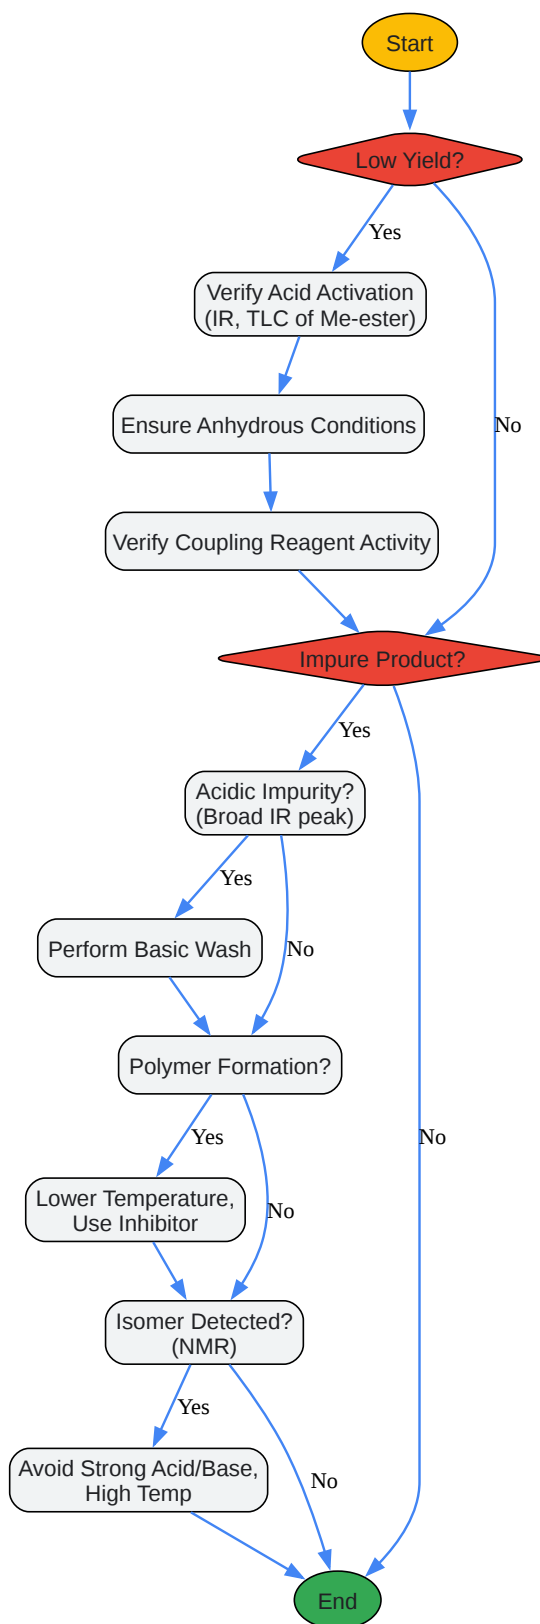 Start
Low Yield?
Yes
Verify Acid Activation
(IR, TLC of Me-ester)
Ensure Anhydrous Conditions
No
Verify Coupling Reagent Activity
Impure Product?
Yes
Acidic Impurity?
(Broad IR peak)
Yes
Perform Basic Wash
No
Polymer Formation?
Yes
No
Lower Temperature,
Use Inhibitor
No
Isomer Detected?
(NMR)
Yes
Avoid Strong Acid/Base,
High Temp
No
End